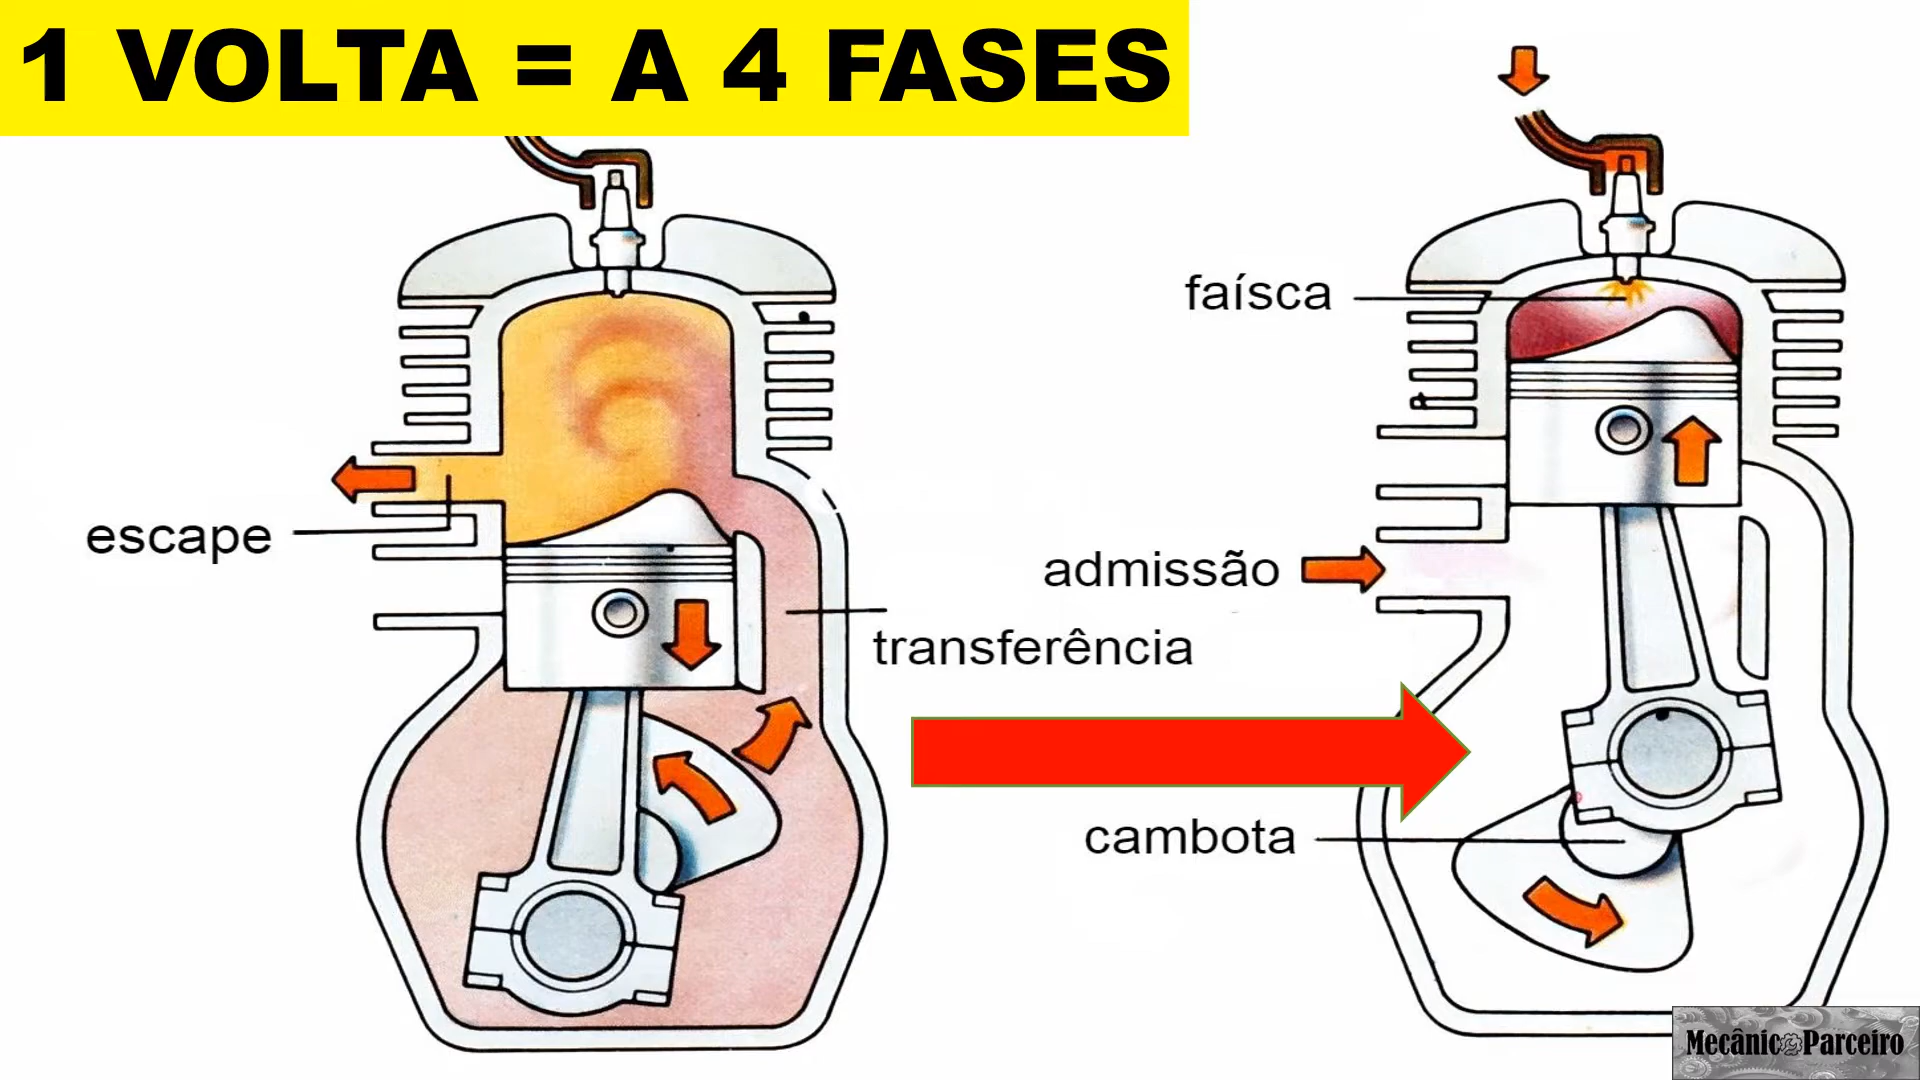 1 VOLTA = A 4 FASES
faísca
escape
admissão
transferência
cambota
Mecânico Parceiro